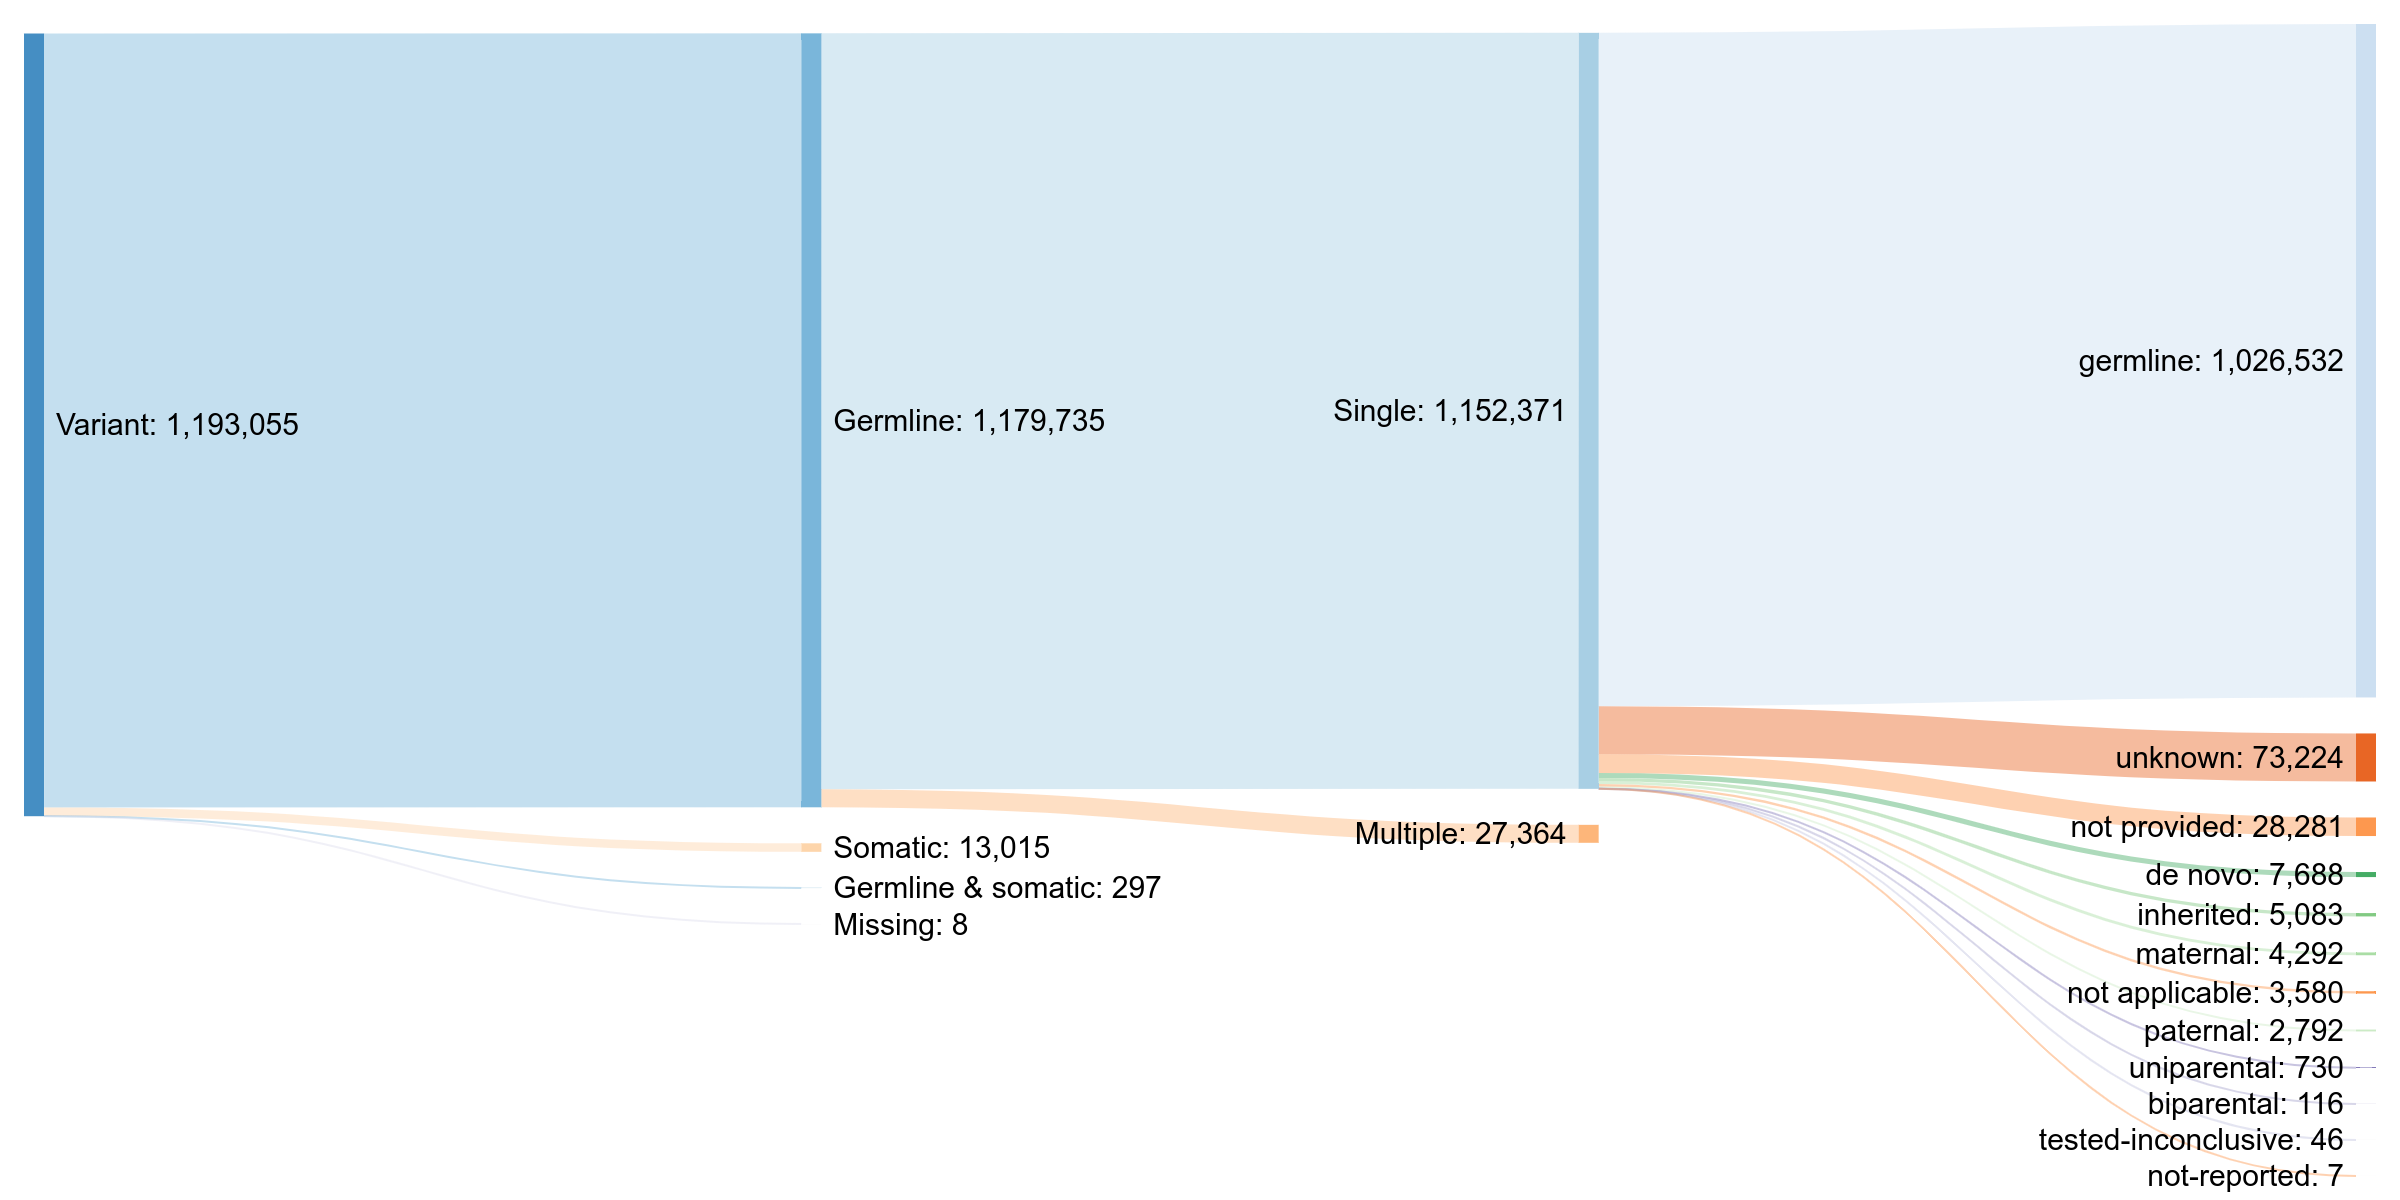 Variant: 1,193,055
Germline: 1,179,735
Somatic: 13,015
Germline & somatic: 297
Missing: 8
Single: 1,152,371
Multiple: 27,364
germline: 1,026,532
unknown: 73,224
not provided: 28,281
de novo: 7,688
inherited: 5,083
maternal: 4,292
not applicable: 3,580
paternal: 2,792
uniparental: 730
biparental: 116
tested-inconclusive: 46
not-reported: 7